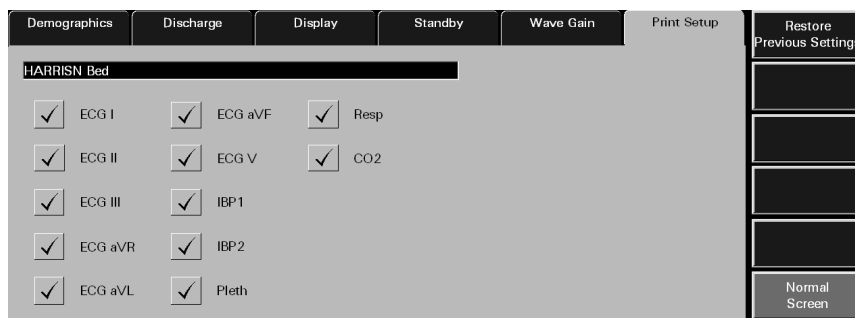 Demographics Discharge Display Standby Wave Gain Print Setup
Restore
Previous Setting
HARRISN Bed
ECG I ECG aVF Resp
ECG II ECG V CO2
ECG III IBP1
ECG aVR IBP2
ECG aVL Pleth
Normal
Screen